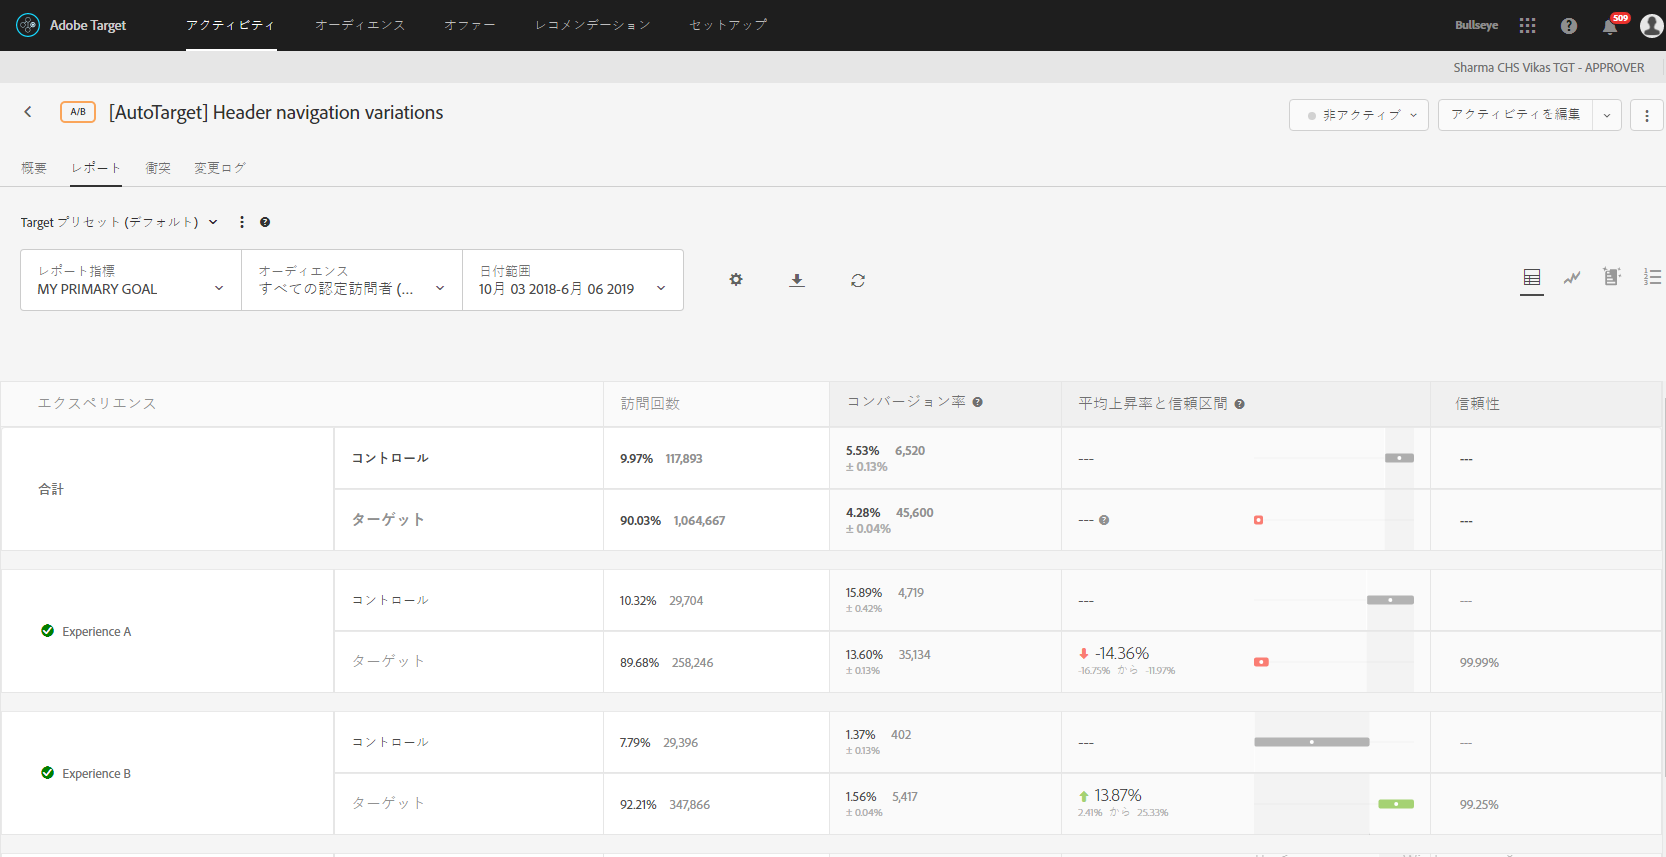 Adobe Target アクティビティ オーディエンス オファー レコメンデーション セットアップ Bullseye 509
Sharma CHS Vikas TGT - APPROVER
A/B [AutoTarget] Header navigation variations 非アクティブ アクティビティを編集
概要 レポート 衝突 変更ログ
Target プリセット (デフォルト)
レポート指標 オーディエンス 日付範囲
MY PRIMARY GOAL すべての認定訪問者 (... 10月 03 2018-6月 06 2019
エクスペリエンス 訪問回数 コンバージョン率 平均上昇率と信頼区間 信頼性
合計
コントロール 9.97% 117,893 5.53% 6,520 --- ---
± 0.13%
ターゲット 90.03% 1,064,667 4.28% 45,600 --- ---
± 0.04%
Experience A
コントロール 10.32% 29,704 15.89% 4,719 --- ---
± 0.42%
ターゲット 89.68% 258,246 13.60% 35,134 -14.36% 99.99%
± 0.13% -16.75% から -11.97%
Experience B
コントロール 7.79% 29,396 1.37% 402 --- ---
± 0.13%
ターゲット 92.21% 347,866 1.56% 5,417 13.87% 99.25%
± 0.04% 2.41% から 25.33%